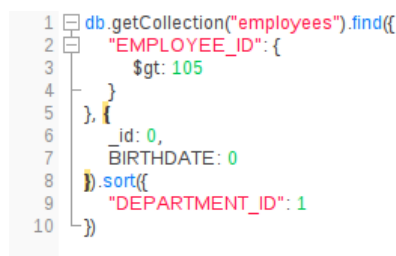 1 db.getCollection("employees").find({
2 "EMPLOYEE_ID": {
3 $gt: 105
4 }
5 }, {
6 _id: 0,
7 BIRTHDATE: 0
8 }).sort({
9 "DEPARTMENT_ID": 1
10 })